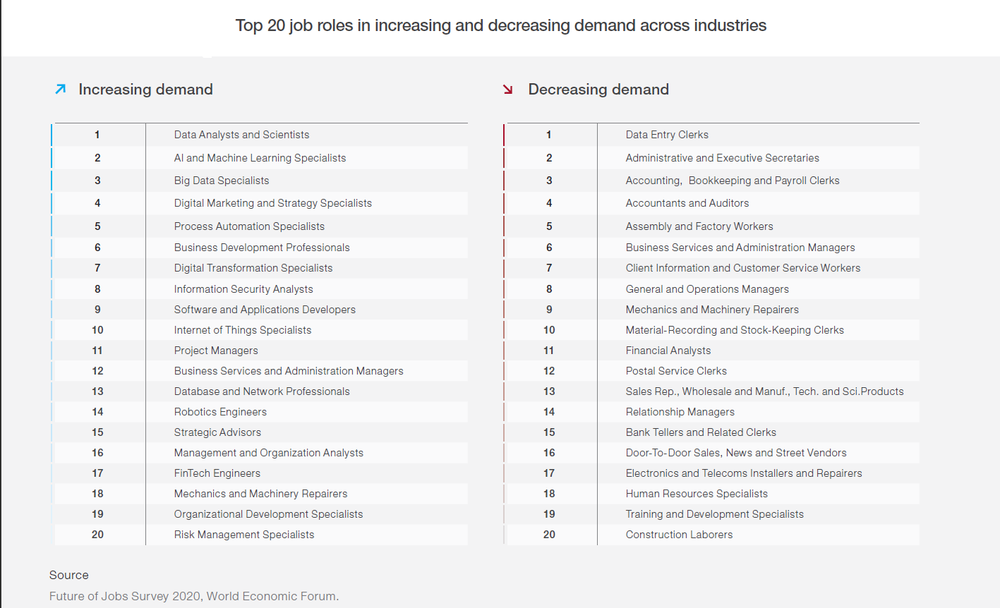 Top 20 job roles in increasing and decreasing demand across industries
Increasing demand
1 Data Analysts and Scientists
2 AI and Machine Learning Specialists
3 Big Data Specialists
4 Digital Marketing and Strategy Specialists
5 Process Automation Specialists
6 Business Development Professionals
7 Digital Transformation Specialists
8 Information Security Analysts
9 Software and Applications Developers
10 Internet of Things Specialists
11 Project Managers
12 Business Services and Administration Managers
13 Database and Network Professionals
14 Robotics Engineers
15 Strategic Advisors
16 Management and Organization Analysts
17 FinTech Engineers
18 Mechanics and Machinery Repairers
19 Organizational Development Specialists
20 Risk Management Specialists
Decreasing demand
1 Data Entry Clerks
2 Administrative and Executive Secretaries
3 Accounting, Bookkeeping and Payroll Clerks
4 Accountants and Auditors
5 Assembly and Factory Workers
6 Business Services and Administration Managers
7 Client Information and Customer Service Workers
8 General and Operations Managers
9 Mechanics and Machinery Repairers
10 Material-Recording and Stock-Keeping Clerks
11 Financial Analysts
12 Postal Service Clerks
13 Sales Rep., Wholesale and Manuf., Tech. and Sci.Products
14 Relationship Managers
15 Bank Tellers and Related Clerks
16 Door-To-Door Sales, News and Street Vendors
17 Electronics and Telecoms Installers and Repairers
18 Human Resources Specialists
19 Training and Development Specialists
20 Construction Laborers
Source
Future of Jobs Survey 2020, World Economic Forum.